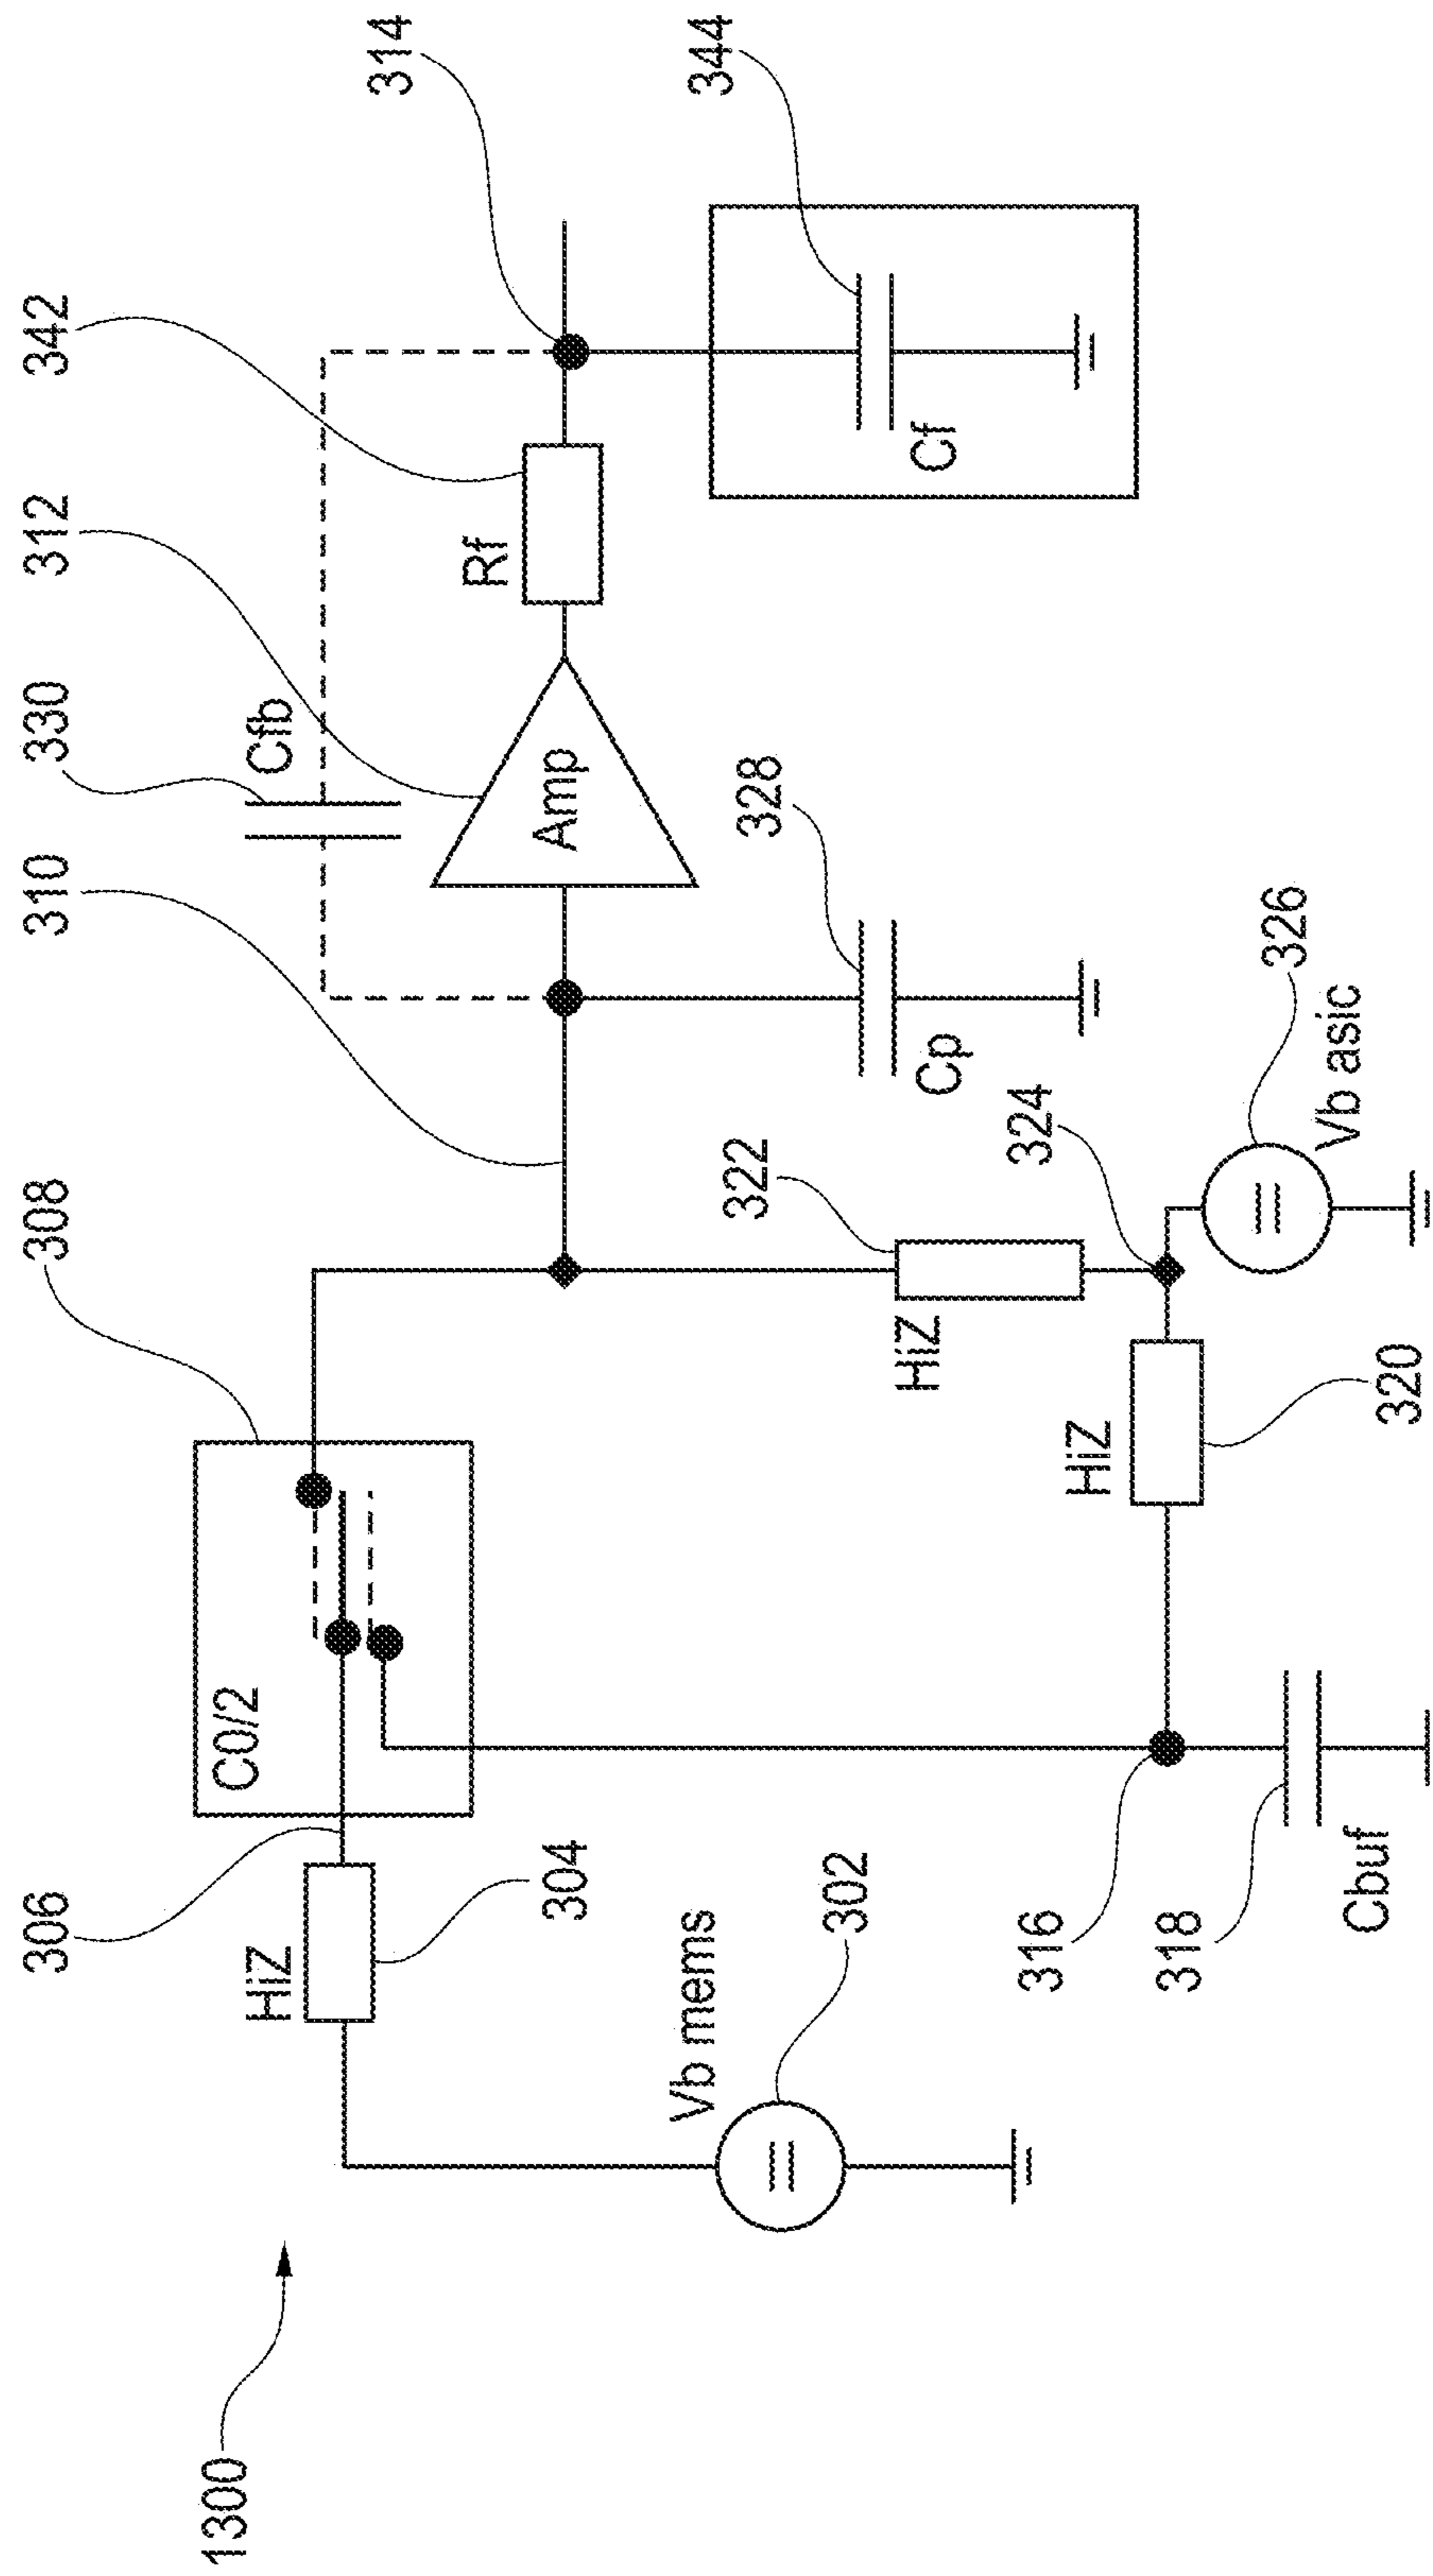 1300
306
308
310
330
312
342
314
344
HiZ
304
C0/2
Cfb
Amp
Rf
Vb mems
302
316
318
Cbuf
HiZ
320
HiZ
322
324
326
Vb asic
328
Cp
Cf